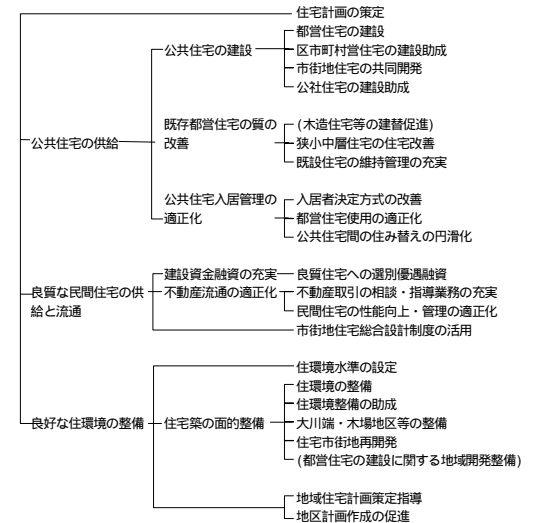 住宅計画の策定
公共住宅の供給
公共住宅の建設
都営住宅の建設
区市町村営住宅の建設助成
市街地住宅の共同開発
公社住宅の建設助成
既存都営住宅の質の
改善
(木造住宅等の建替促進)
狭小中層住宅の住宅改善
既設住宅の維持管理の充実
公共住宅入居管理の
適正化
入居者決定方式の改善
都営住宅使用の適正化
公共住宅間の住み替えの円滑化
良質な民間住宅の供
給と流通
建設資金融資の充実
良質住宅への選別優遇融資
不動産流通の適正化
不動産取引の相談・指導業務の充実
民間住宅の性能向上・管理の適正化
市街地住宅総合設計制度の活用
良好な住環境の整備
住環境水準の設定
住宅築の面的整備
住環境の整備
住環境整備の助成
大川端・木場地区等の整備
住宅市街地再開発
(都営住宅の建設に関する地域開発整備)
地域住宅計画策定指導
地区計画作成の促進